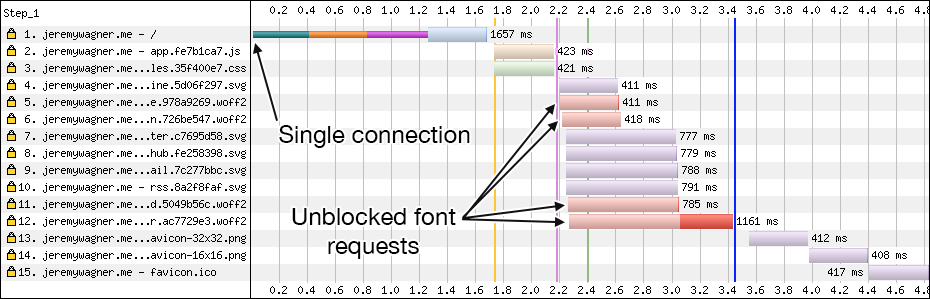 Step_1 0.2 0.4 0.6 0.8 1.0 1.2 1.4 1.6 1.8 2.0 2.2 2.4 2.6 2.8 3.0 3.2 3.4 3.6 3.8 4.0 4.2 4.4 4.6 4.8
1. jeremywagner.me - / 1657 ms
2. jeremywagner.me - app.fe7b1ca7.js 423 ms
3. jeremywagner.me...les.35f400e7.css 421 ms
4. jeremywagner.me...ine.5d06f297.svg 411 ms
5. jeremywagner.me...e.978a9269.woff2 411 ms
6. jeremywagner.me...n.726be547.woff2 418 ms
7. jeremywagner.me...ter.c7695d58.svg 777 ms
Single connection
8. jeremywagner.me...hub.fe258398.svg 779 ms
9. jeremywagner.me...ail.7c277bbc.svg 788 ms
10. jeremywagner.me - rss.8a2f8faf.svg 791 ms
11. jeremywagner.me...d.5049b56c.woff2 785 ms
Unblocked font
requests
12. jeremywagner.me...r.ac7729e3.woff2 1161 ms
13. jeremywagner.me...avicon-32x32.png 412 ms
14. jeremywagner.me...avicon-16x16.png 408 ms
15. jeremywagner.me - favicon.ico 417 ms
0.2 0.4 0.6 0.8 1.0 1.2 1.4 1.6 1.8 2.0 2.2 2.4 2.6 2.8 3.0 3.2 3.4 3.6 3.8 4.0 4.2 4.4 4.6 4.8